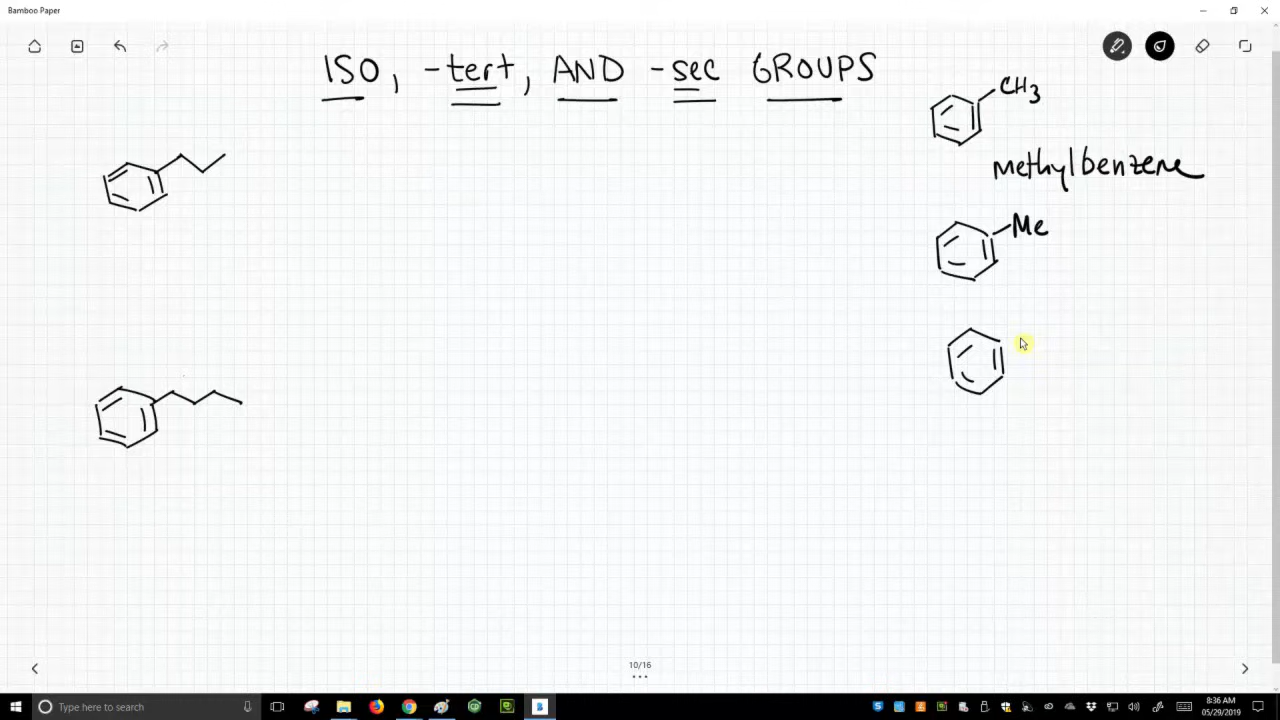 Bamboo Paper
ISO, -tert, AND -sec GROUPS
CH3
methylbenzene
Me
10/16
Type here to search
8:36 AM
05/29/2019